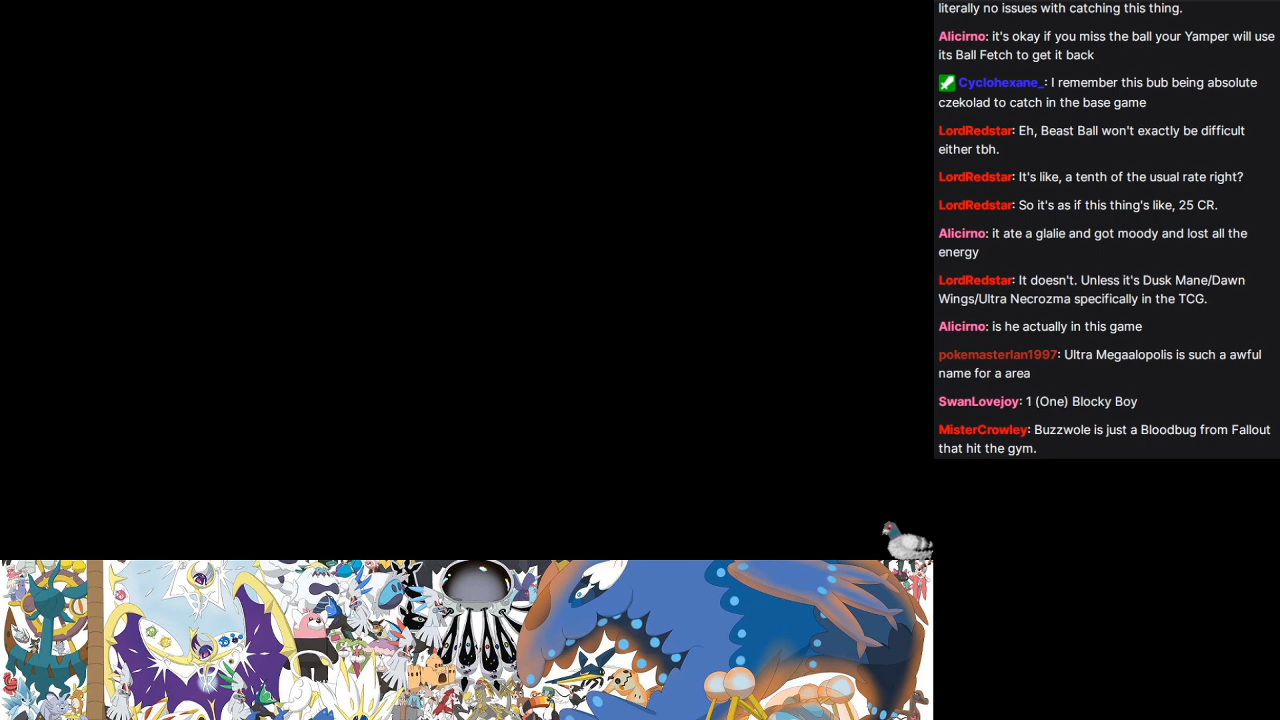 literally no issues with catching this thing.
Alicirno: it's okay if you miss the ball your Yamper will use
its Ball Fetch to get it back
Cyclohexane_: I remember this bub being absolute
czekolad to catch in the base game
LordRedstar: Eh, Beast Ball won't exactly be difficult
either tbh.
LordRedstar: It's like, a tenth of the usual rate right?
LordRedstar: So it's as if this thing's like, 25 CR.
Alicirno: it ate a glalie and got moody and lost all the
energy
LordRedstar: It doesn't. Unless it's Dusk Mane/Dawn
Wings/Ultra Necrozma specifically in the TCG.
Alicirno: is he actually in this game
pokemasterIan1997: Ultra Megaalopolis is such a awful
name for a area
SwanLovejoy: 1 (One) Blocky Boy
MisterCrowley: Buzzwole is just a Bloodbug from Fallout
that hit the gym.